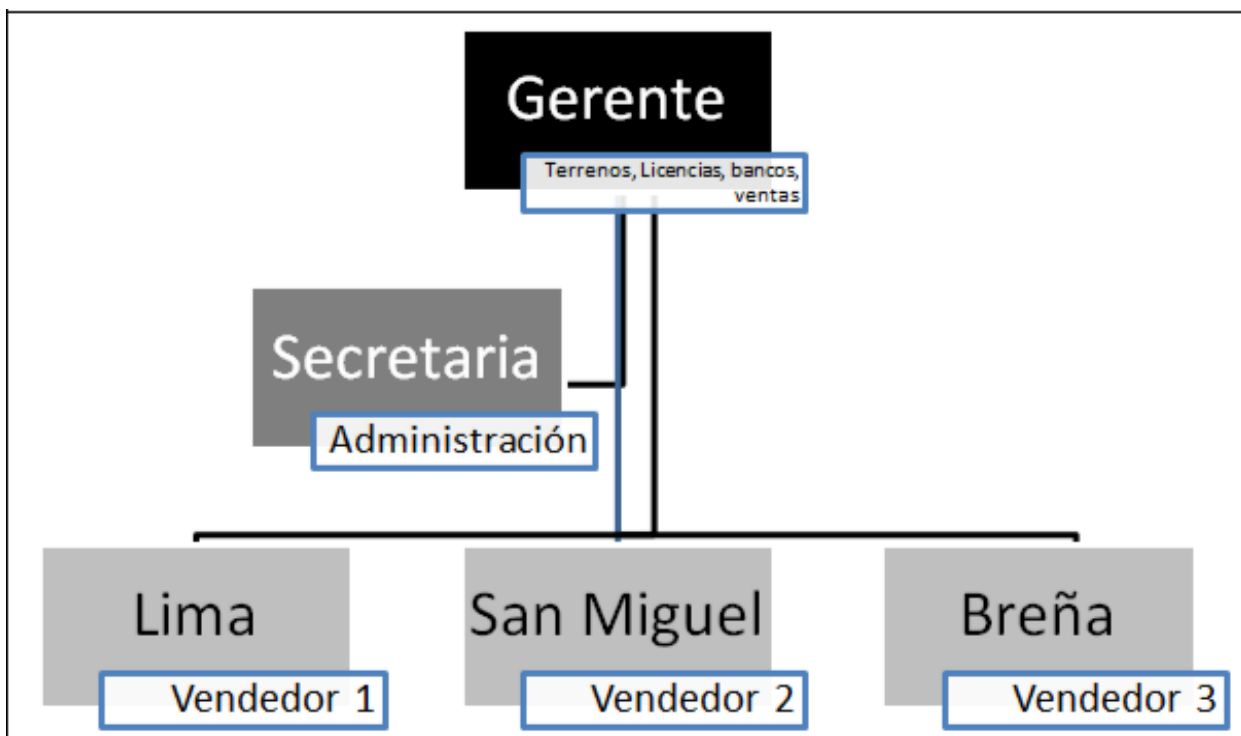 Gerente
Terrenos, Licencias, bancos,
ventas
Secretaria
Administración
Lima
Vendedor 1
San Miguel
Vendedor 2
Breña
Vendedor 3